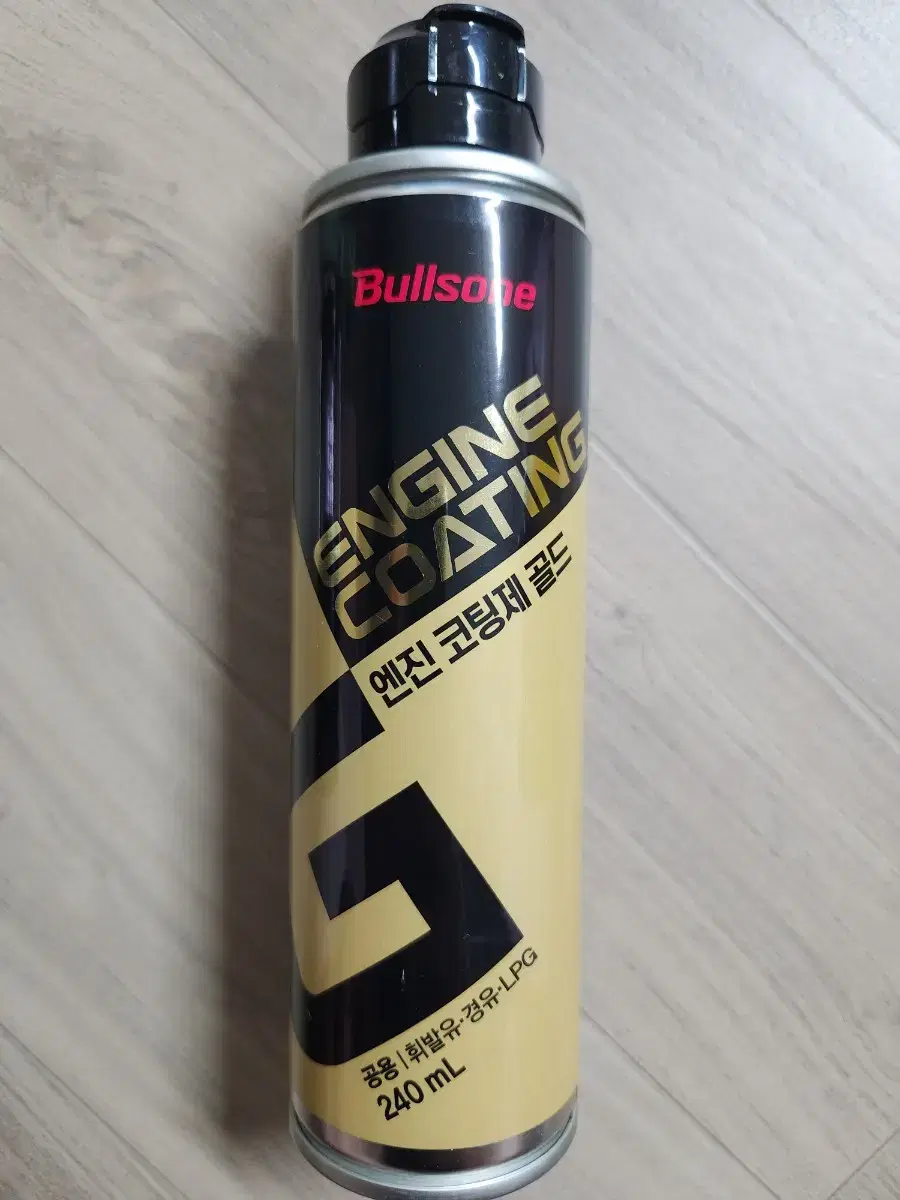 Bullsone
ENGINE
COATING
엔진 코팅제 골드
공용 | 휘발유·경유·LPG
240 mL